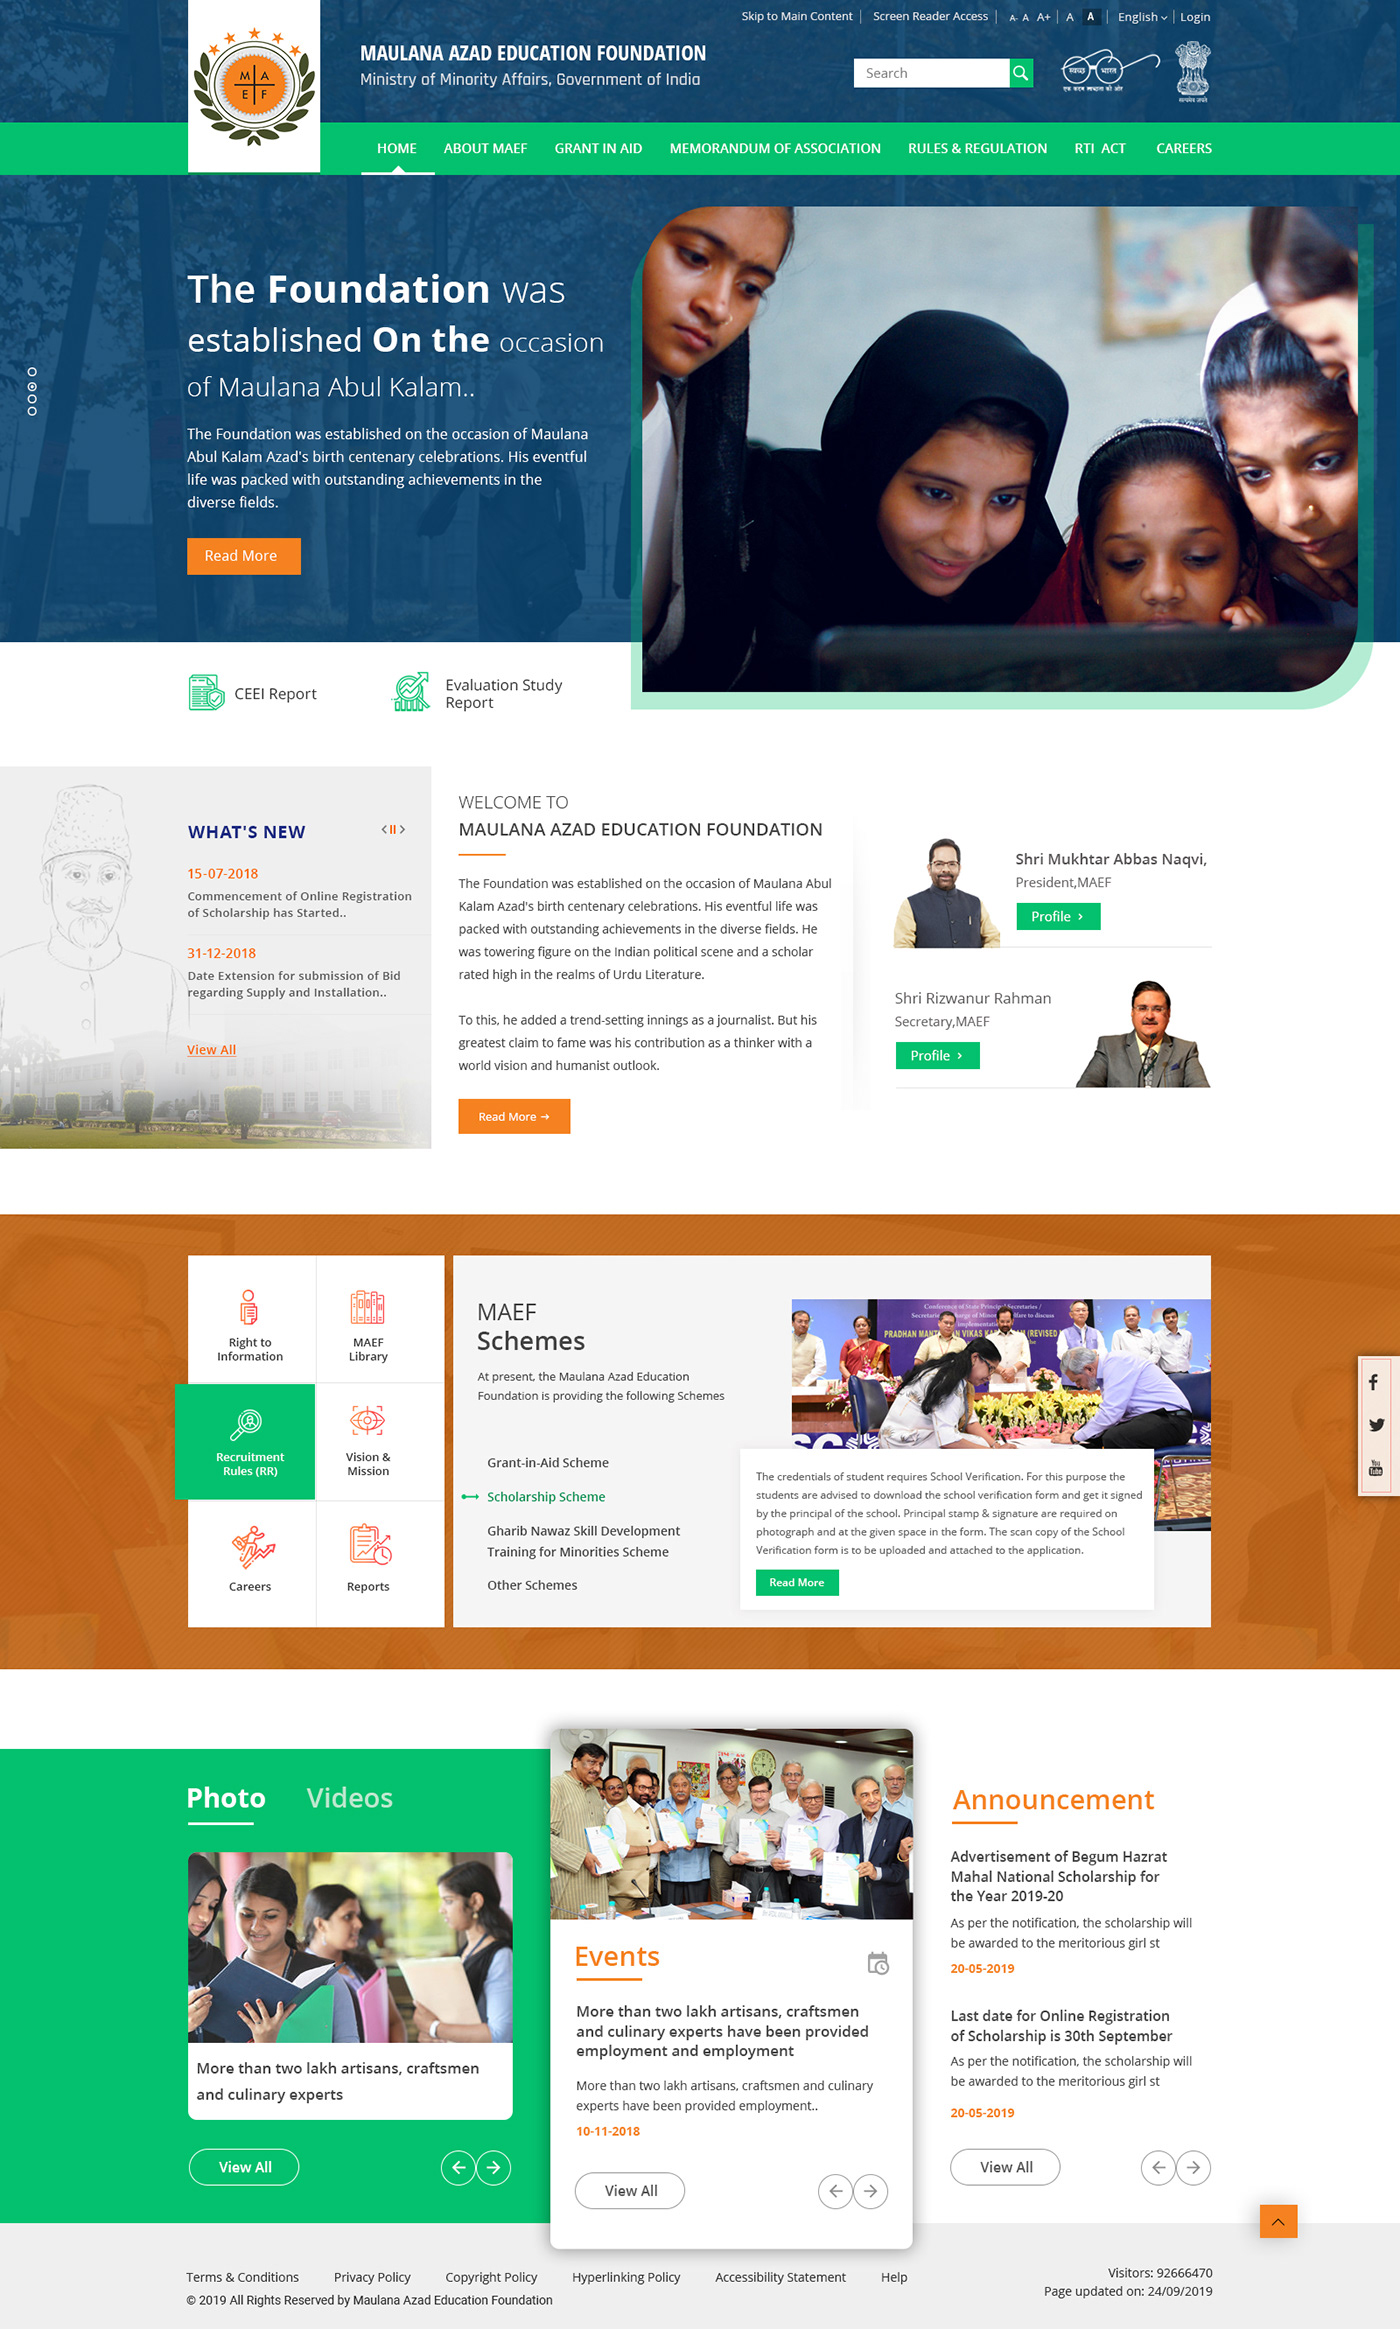 Skip to Main Content | Screen Reader Access | A- A A+ | A A | English | Login
M A
E F
MAULANA AZAD EDUCATION FOUNDATION
Ministry of Minority Affairs, Government of India
Search
स्वच्छ भारत
एक कदम स्वच्छता की ओर
सत्यमेव जयते
HOME ABOUT MAEF GRANT IN AID MEMORANDUM OF ASSOCIATION RULES & REGULATION RTI ACT CAREERS
The Foundation was
established On the occasion
of Maulana Abul Kalam..
The Foundation was established on the occasion of Maulana
Abul Kalam Azad's birth centenary celebrations. His eventful
life was packed with outstanding achievements in the
diverse fields.
Read More
CEEI Report
Evaluation Study
Report
WHAT'S NEW
15-07-2018
Commencement of Online Registration
of Scholarship has Started..
31-12-2018
Date Extension for submission of Bid
regarding Supply and Installation..
View All
WELCOME TO
MAULANA AZAD EDUCATION FOUNDATION
The Foundation was established on the occasion of Maulana Abul
Kalam Azad's birth centenary celebrations. His eventful life was
packed with outstanding achievements in the diverse fields. He
was towering figure on the Indian political scene and a scholar
rated high in the realms of Urdu Literature.
To this, he added a trend-setting innings as a journalist. But his
greatest claim to fame was his contribution as a thinker with a
world vision and humanist outlook.
Read More →
Shri Mukhtar Abbas Naqvi,
President,MAEF
Profile >
Shri Rizwanur Rahman
Secretary,MAEF
Profile >
Right to
Information
MAEF
Library
Recruitment
Rules (RR)
Vision &
Mission
Careers
Reports
MAEF
Schemes
At present, the Maulana Azad Education
Foundation is providing the following Schemes
Grant-in-Aid Scheme
Scholarship Scheme
Gharib Nawaz Skill Development
Training for Minorities Scheme
Other Schemes
Conference of State Principal Secretaries /
PRADHAN MANT VIKAS KA (REVISED
The credentials of student requires School Verification. For this purpose the
students are advised to download the school verification form and get it signed
by the principal of the school. Principal stamp & signature are required on
photograph and at the given space in the form. The scan copy of the School
Verification form is to be uploaded and attached to the application.
Read More
You
Tube
Photo Videos
More than two lakh artisans, craftsmen
and culinary experts
View All
Events
More than two lakh artisans, craftsmen
and culinary experts have been provided
employment and employment
More than two lakh artisans, craftsmen and culinary
experts have been provided employment..
10-11-2018
View All
Announcement
Advertisement of Begum Hazrat
Mahal National Scholarship for
the Year 2019-20
As per the notification, the scholarship will
be awarded to the meritorious girl st
20-05-2019
Last date for Online Registration
of Scholarship is 30th September
As per the notification, the scholarship will
be awarded to the meritorious girl st
20-05-2019
View All
Terms & Conditions Privacy Policy Copyright Policy Hyperlinking Policy Accessibility Statement Help
© 2019 All Rights Reserved by Maulana Azad Education Foundation
Visitors: 92666470
Page updated on: 24/09/2019